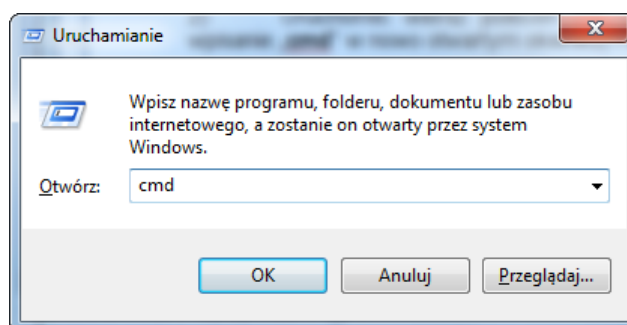 Uruchamianie
Wpisz nazwę programu, folderu, dokumentu lub zasobu
internetowego, a zostanie on otwarty przez system
Windows.
Otwórz: cmd
OK Anuluj Przeglądaj...